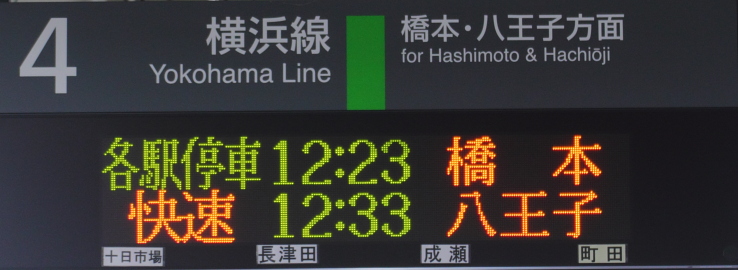 4
横浜線
Yokohama Line
橋本・八王子方面
for Hashimoto & Hachiōji
各駅停車 12:23 橋 本
快速 12:33 八王子
十日市場 長津田 成瀬 町田